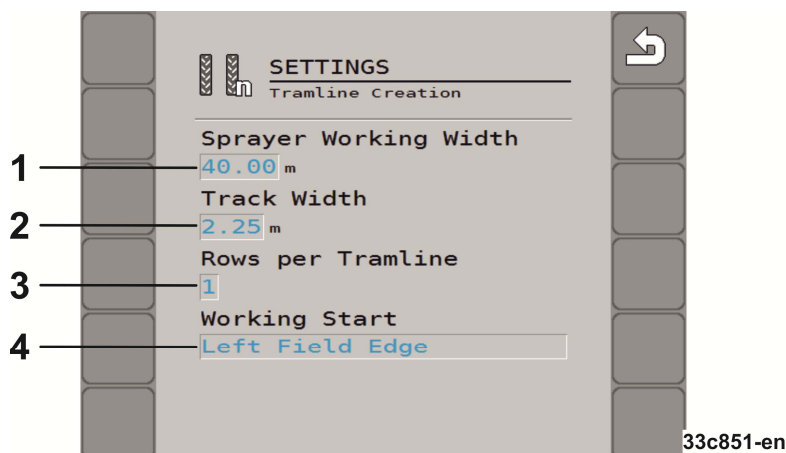 SETTINGS
n
Tramline Creation
Sprayer Working Width
1
40.00 m
Track Width
2
2.25 m
Rows per Tramline
3
1
Working Start
4
Left Field Edge
33c851-en